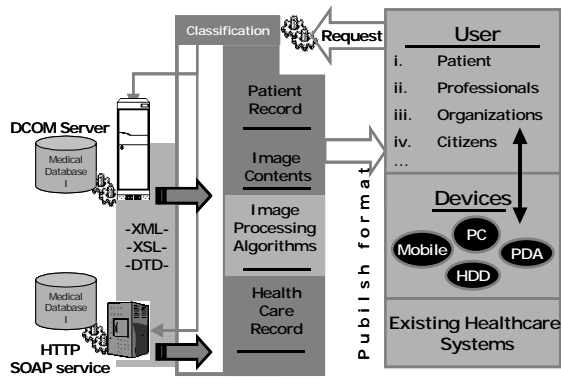 Classification
Request
User
i. Patient
ii. Professionals
iii. Organizations
iv. Citizens
...
Patient
Record
DCOM Server
Medical
Database
I
Image
Contents
Image
Processing
Algorithms
-XML-
-XSL-
-DTD-
Health
Care
Record
Medical
Database
I
HTTP
SOAP service
Pubilsh format
Devices
Mobile
PC
PDA
HDD
Existing Healthcare
Systems